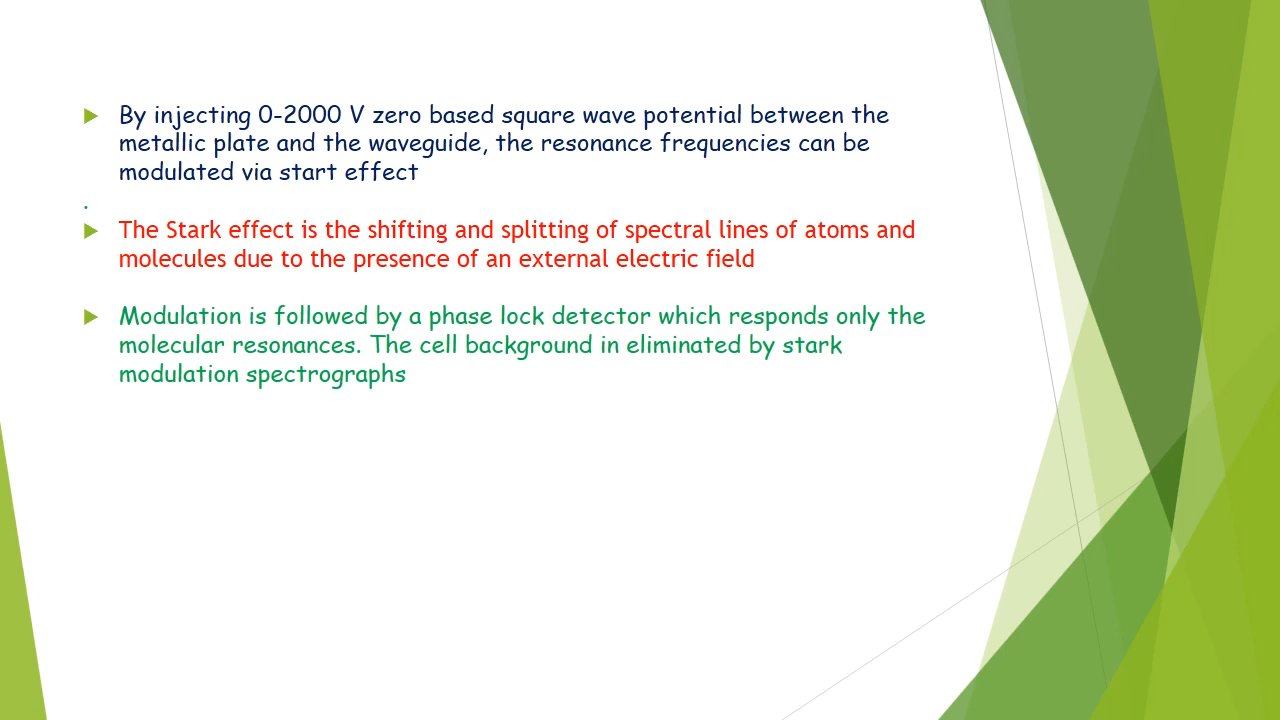 By injecting 0-2000 V zero based square wave potential between the
metallic plate and the waveguide, the resonance frequencies can be
modulated via start effect
.
The Stark effect is the shifting and splitting of spectral lines of atoms and
molecules due to the presence of an external electric field
Modulation is followed by a phase lock detector which responds only the
molecular resonances. The cell background in eliminated by stark
modulation spectrographs